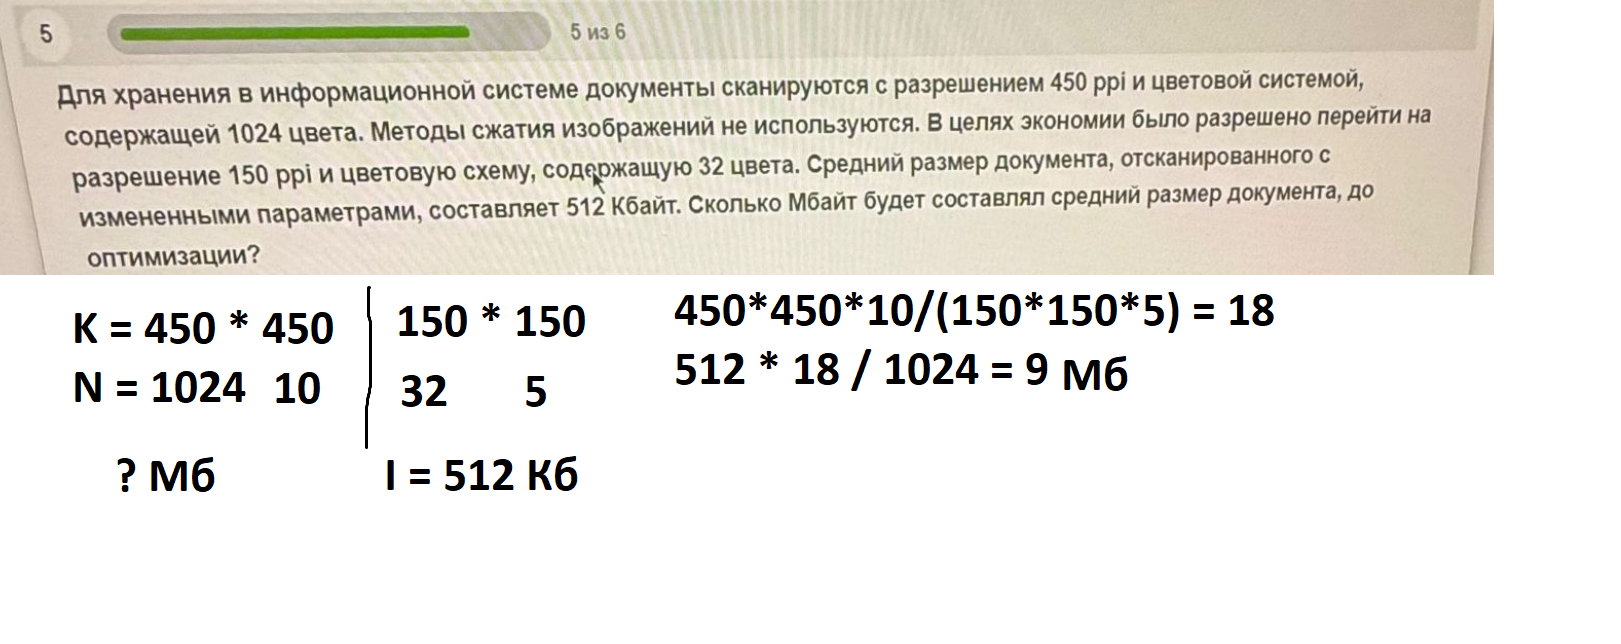 5 5 из 6
Для хранения в информационной системе документы сканируются с разрешением 450 ppi и цветовой системой,
содержащей 1024 цвета. Методы сжатия изображений не используются. В целях экономии было разрешено перейти на
разрешение 150 ppi и цветовую схему, содержащую 32 цвета. Средний размер документа, отсканированного с
измененными параметрами, составляет 512 Кбайт. Сколько Мбайт будет составлял средний размер документа, до
оптимизации?
K = 450 * 450
N = 1024 10
? Мб
150 * 150
32 5
I = 512 Кб
450*450*10/(150*150*5) = 18
512 * 18 / 1024 = 9 Мб